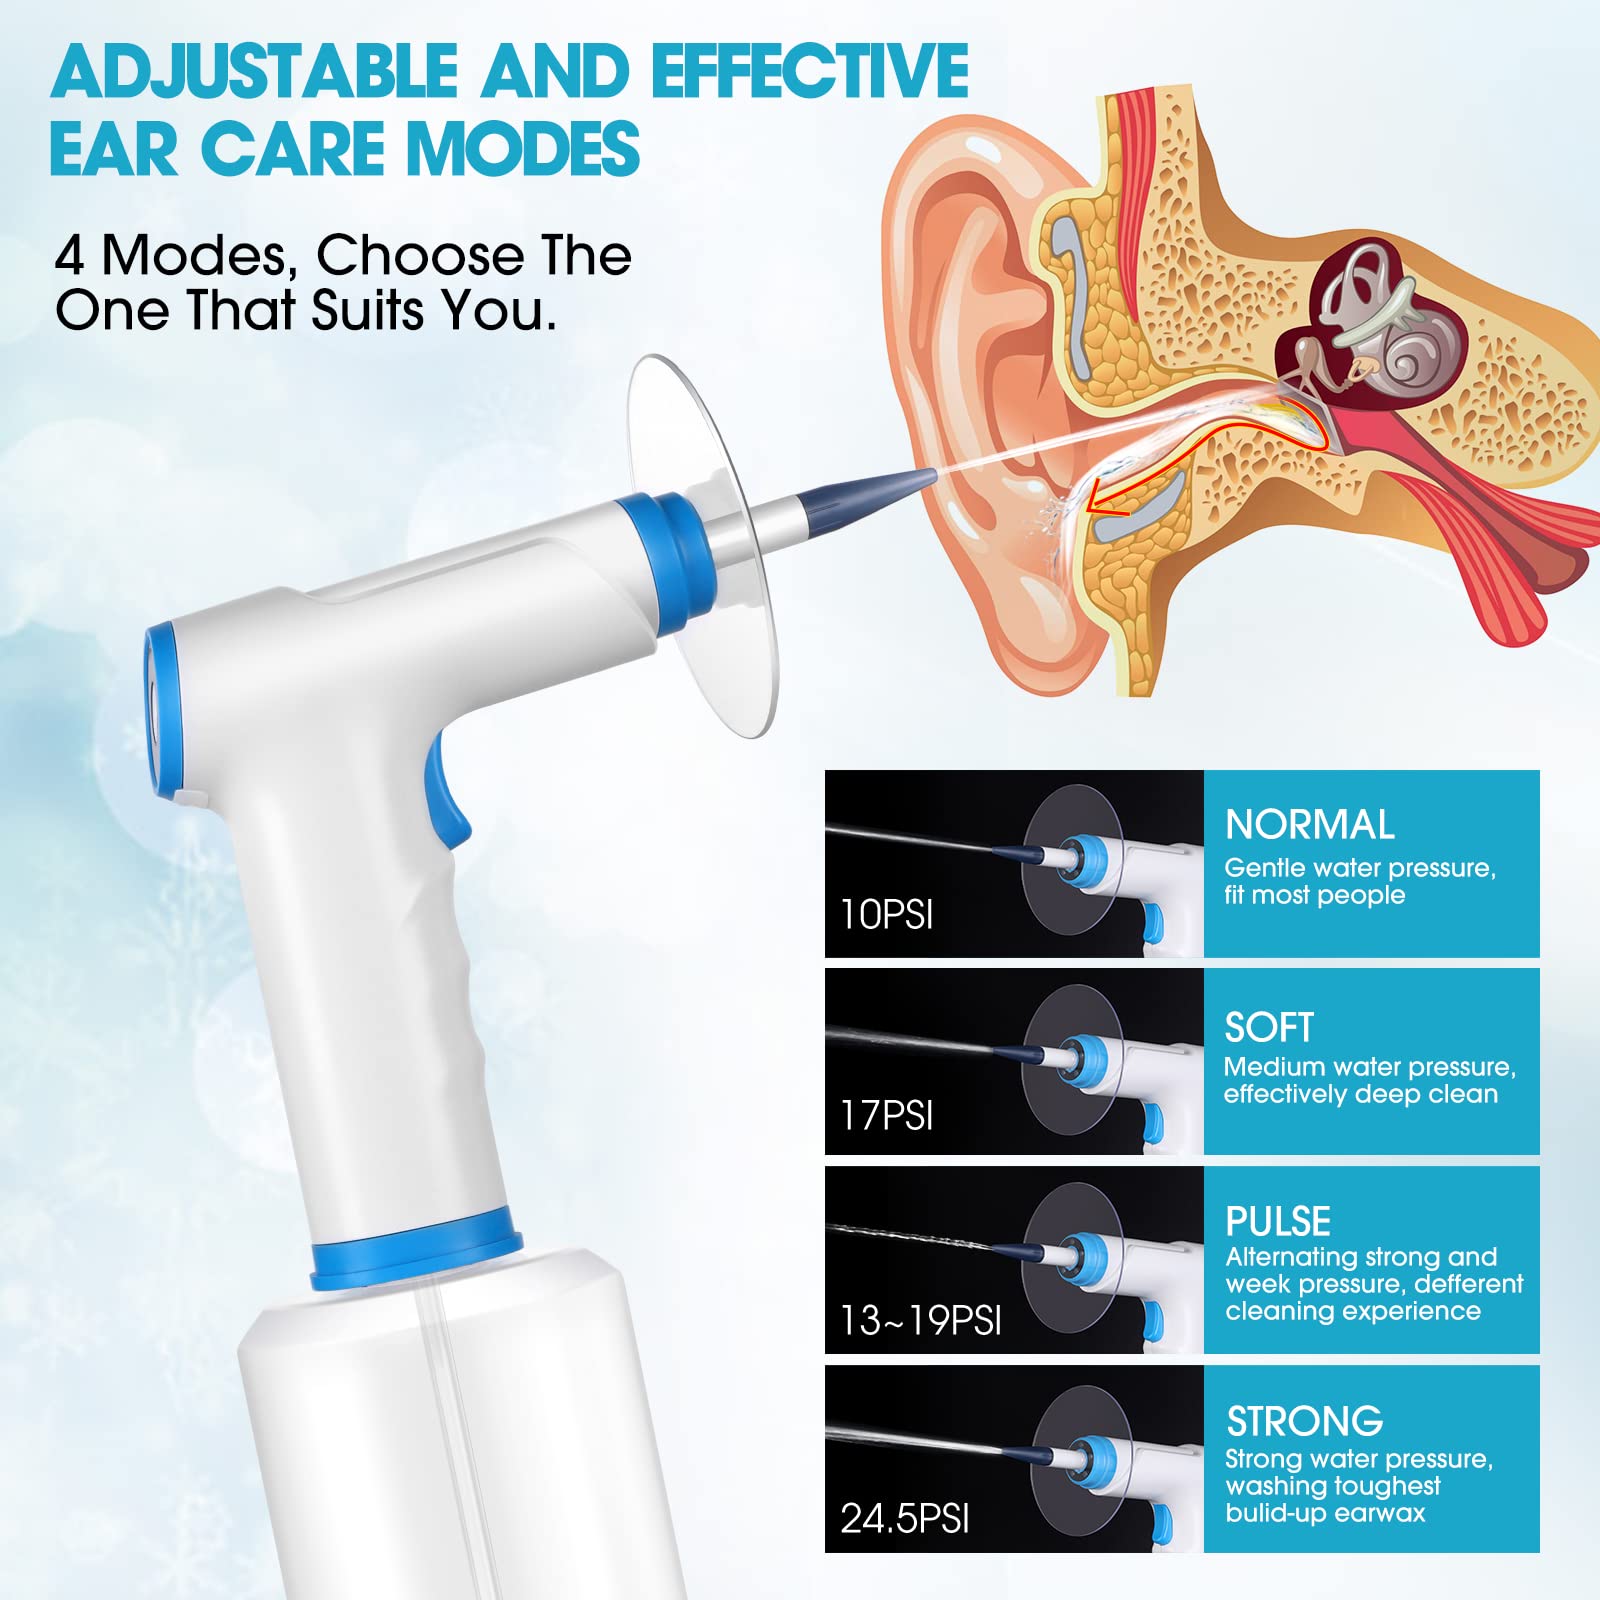 ADJUSTABLE AND EFFECTIVE
EAR CARE MODES
4 Modes, Choose The
One That Suits You.
10PSI
NORMAL
Gentle water pressure,
fit most people
17PSI
SOFT
Medium water pressure,
effectively deep clean
13~19PSI
PULSE
Alternating strong and
week pressure, defferent
cleaning experience
24.5PSI
STRONG
Strong water pressure,
washing toughest
bulid-up earwax